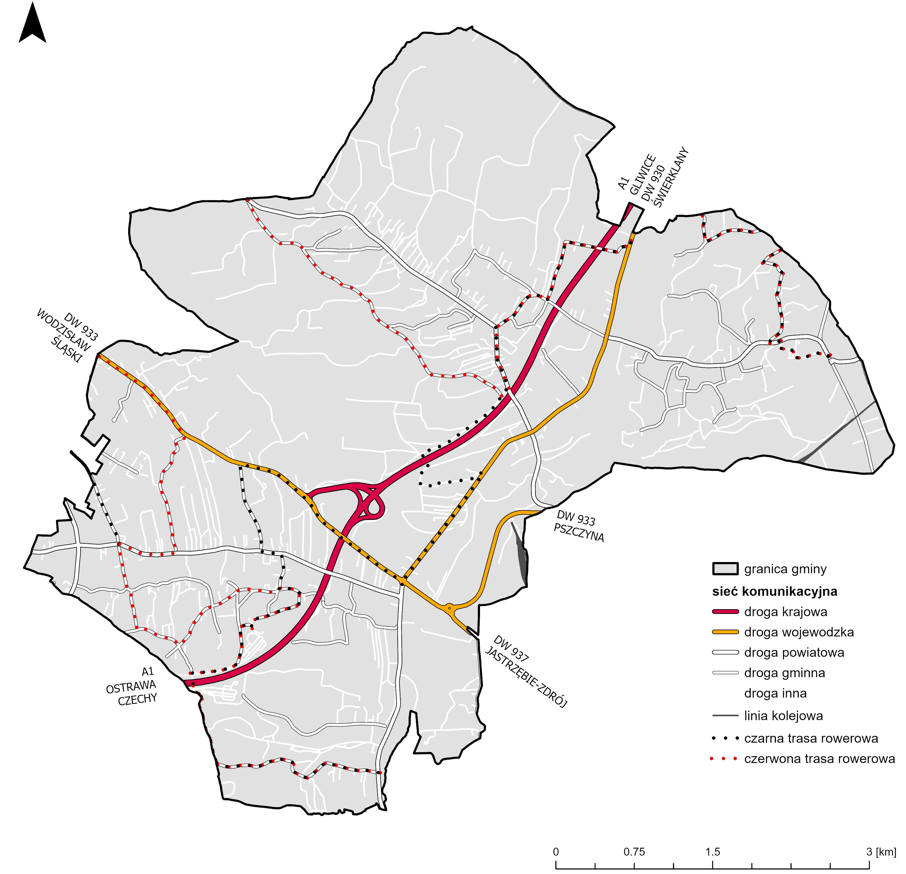 A1
GLIWICE
DW 930
ŚWIERKLANY
DW 933
WODZISŁAW
ŚLĄSKI
DW 933
PSZCZYNA
DW 937
JASTRZĘBIE-ZDRÓJ
A1
OSTRAWA
CZECHY
granica gminy
sieć komunikacyjna
droga krajowa
droga wojewodzka
droga powiatowa
droga gminna
droga inna
linia kolejowa
czarna trasa rowerowa
czerwona trasa rowerowa
0 0.75 1.5 3 [km]